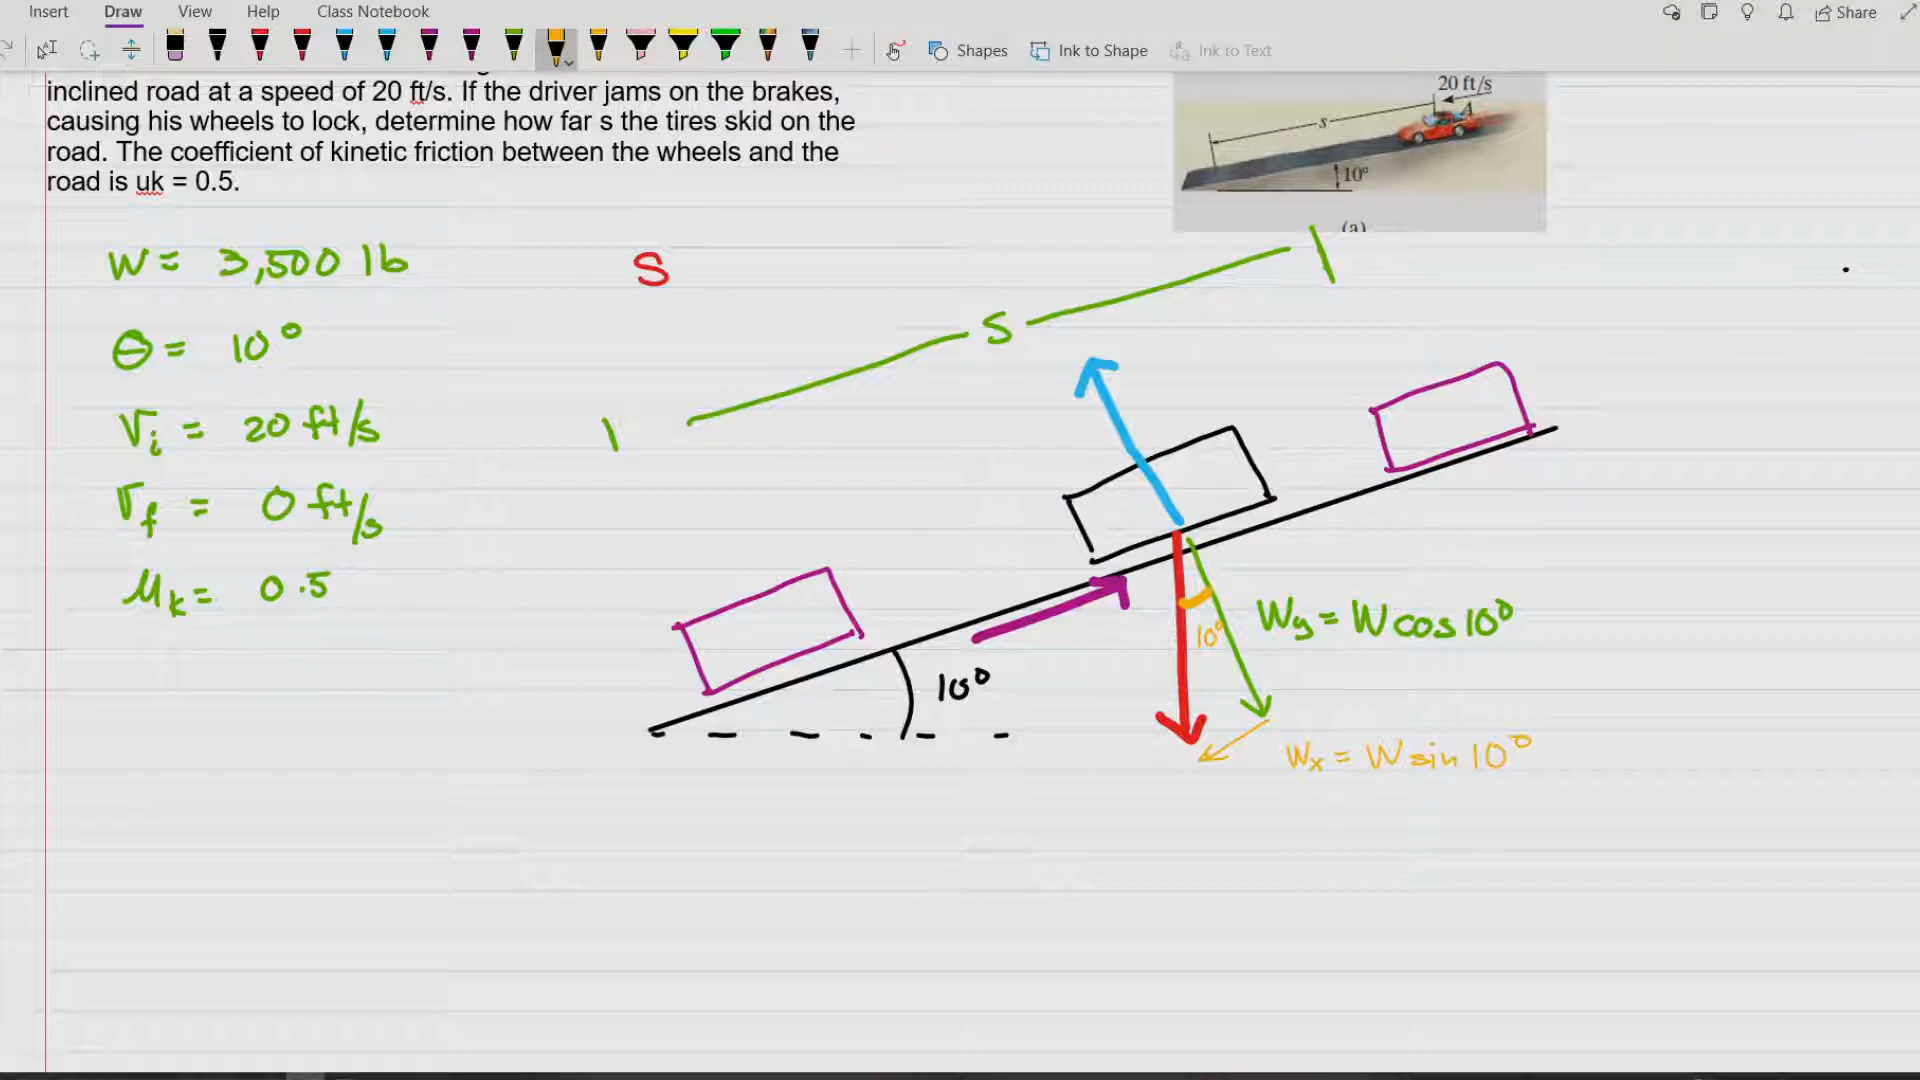 Insert Draw View Help Class Notebook Share
Shapes Ink to Shape Ink to Text
inclined road at a speed of 20 ft/s. If the driver jams on the brakes,
causing his wheels to lock, determine how far s the tires skid on the
road. The coefficient of kinetic friction between the wheels and the
road is uk = 0.5.
20 ft/s
A
s
10°
(a)
W = 3,500 lb
S
θ = 10°
S
Vi = 20 ft/s
Vf = 0 ft/s
μk = 0.5
10°
Wy = W cos 10°
10°
Wx = W sin 10°